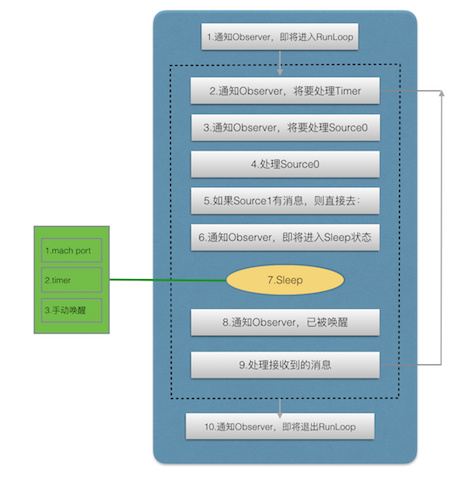 1.通知Observer，即将进入RunLoop
2.通知Observer，将要处理Timer
3.通知Observer，将要处理Source0
4.处理Source0
5.如果Source1有消息，则直接去：
6.通知Observer，即将进入Sleep状态
1.mach port
2.timer
3.手动唤醒
7.Sleep
8.通知Observer，已被唤醒
9.处理接收到的消息
10.通知Observer，即将退出RunLoop